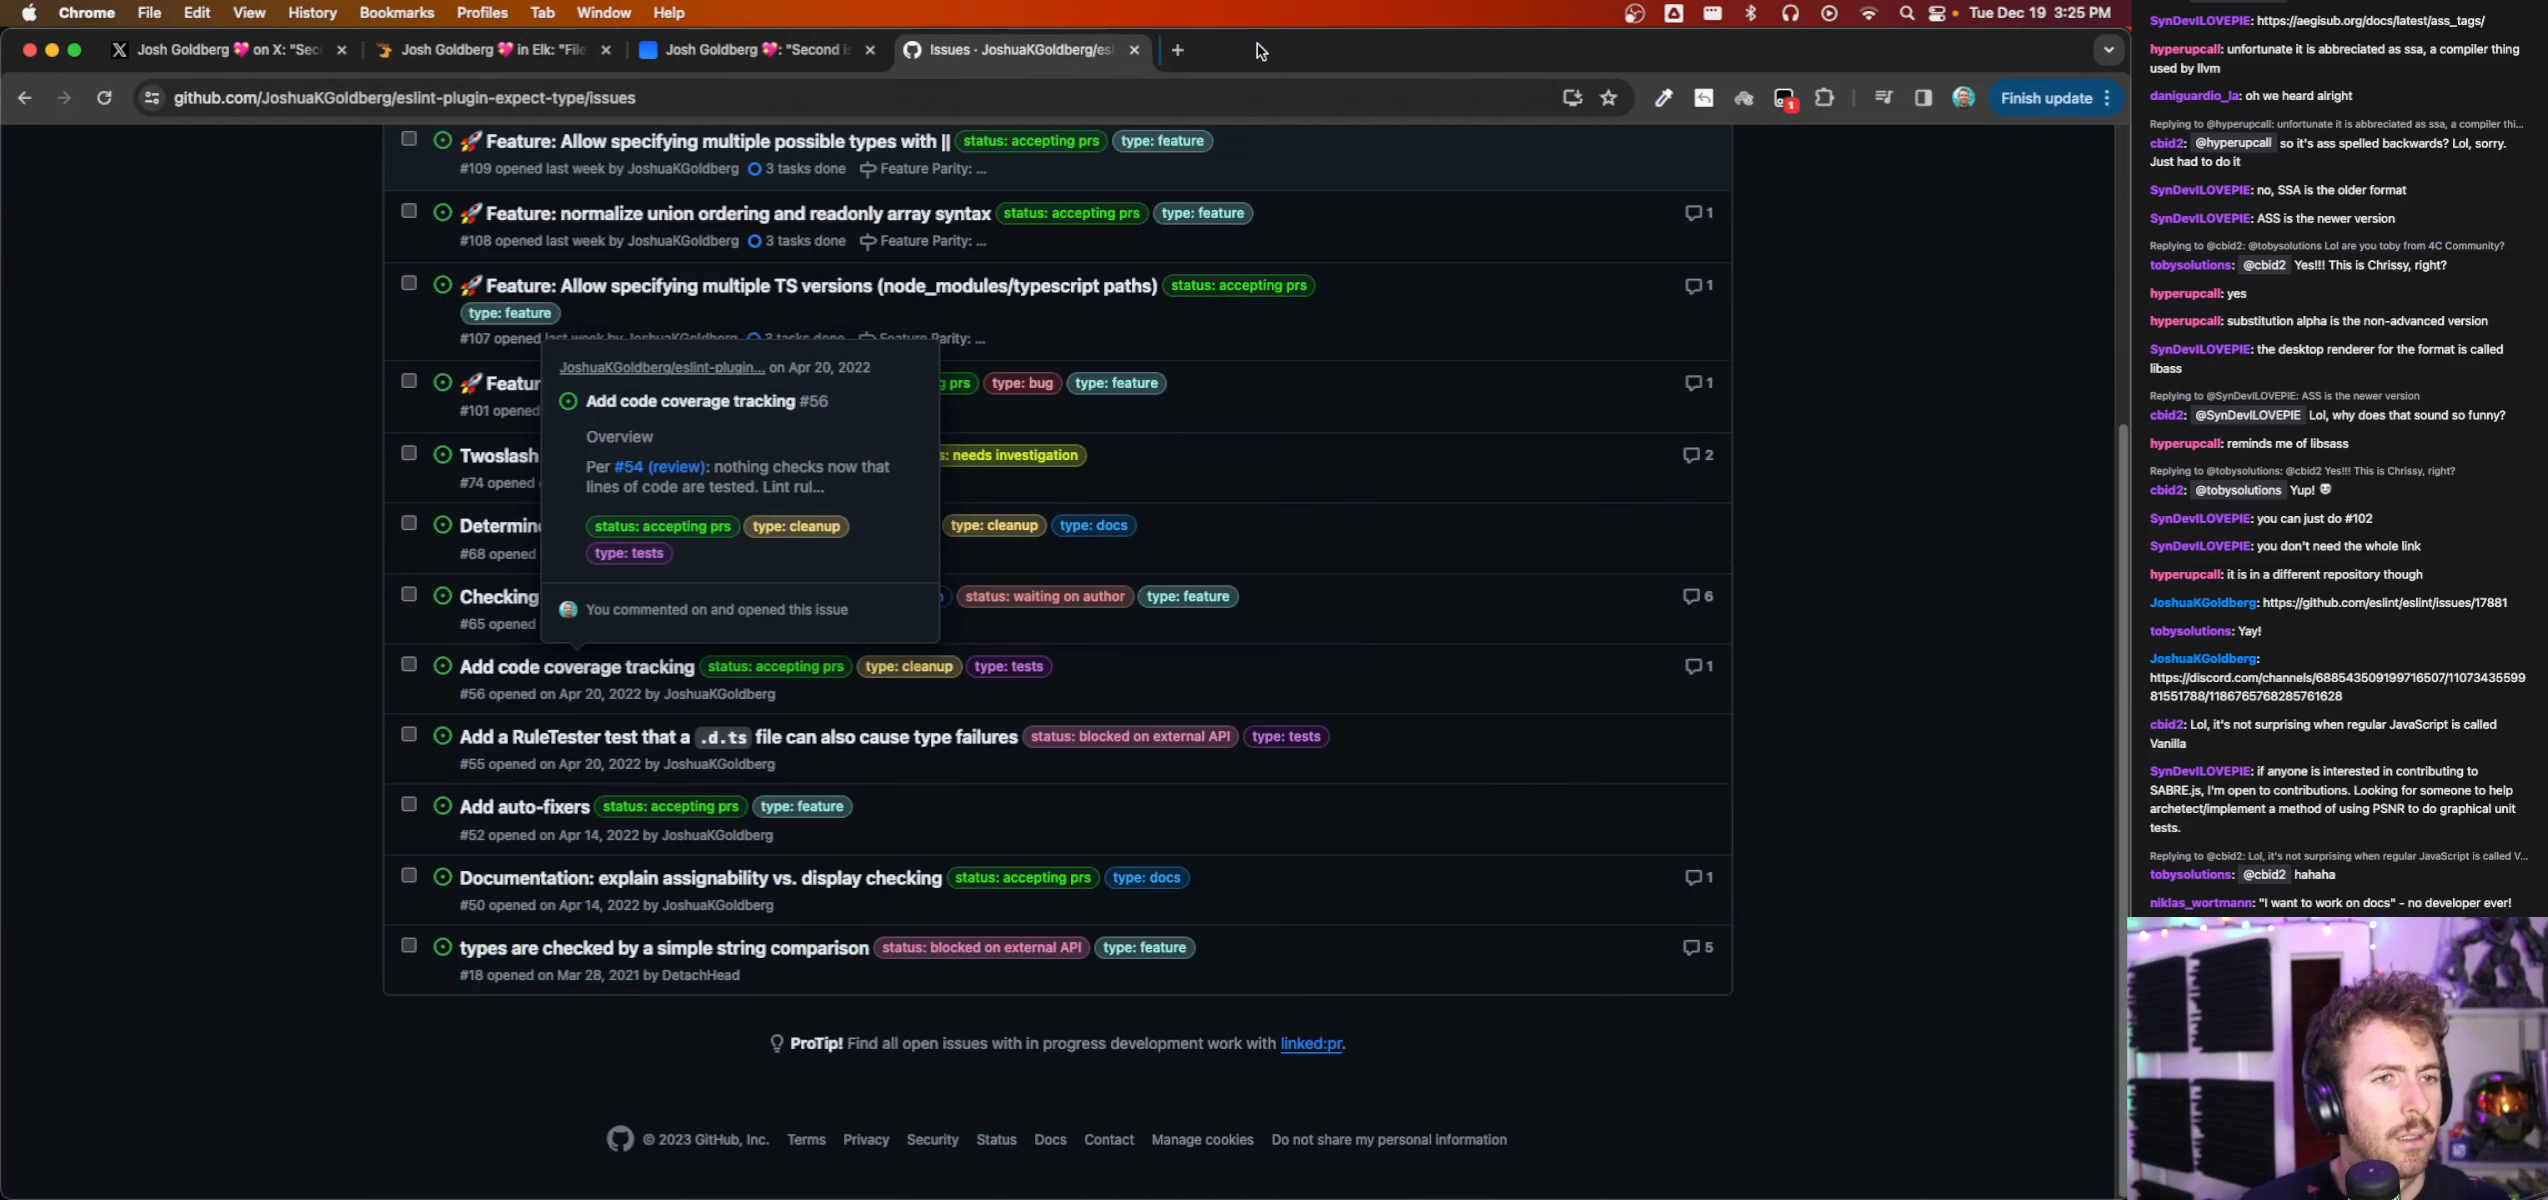 Chrome File Edit View History Bookmarks Profiles Tab Window Help
Tue Dec 19 3:25 PM
Josh Goldberg 💖 on X: "Sec
Josh Goldberg 💖 in Elk: "File
Josh Goldberg 💖: "Second is
Issues · JoshuaKGoldberg/esl
github.com/JoshuaKGoldberg/eslint-plugin-expect-type/issues
1
Finish update
🚀 Feature: Allow specifying multiple possible types with || status: accepting prs type: feature
#109 opened last week by JoshuaKGoldberg 3 tasks done Feature Parity: ...
🚀 Feature: normalize union ordering and readonly array syntax status: accepting prs type: feature 1
#108 opened last week by JoshuaKGoldberg 3 tasks done Feature Parity: ...
🚀 Feature: Allow specifying multiple TS versions (node_modules/typescript paths) status: accepting prs 1
type: feature
#107 opened last week by JoshuaKGoldberg 3 tasks done Feature Parity: ...
JoshuaKGoldberg/eslint-plugin... on Apr 20, 2022
Add code coverage tracking #56
Overview
Per #54 (review): nothing checks now that
lines of code are tested. Lint rul...
status: accepting prs type: cleanup
type: tests
You commented on and opened this issue
🚀 Featur g prs type: bug type: feature 1
#101 opened
Twoslash s: needs investigation 2
#74 opened
Determin type: cleanup type: docs
#68 opened
Checking status: waiting on author type: feature 6
#65 opened
Add code coverage tracking status: accepting prs type: cleanup type: tests 1
#56 opened on Apr 20, 2022 by JoshuaKGoldberg
Add a RuleTester test that a .d.ts file can also cause type failures status: blocked on external API type: tests
#55 opened on Apr 20, 2022 by JoshuaKGoldberg
Add auto-fixers status: accepting prs type: feature
#52 opened on Apr 14, 2022 by JoshuaKGoldberg
Documentation: explain assignability vs. display checking status: accepting prs type: docs 1
#50 opened on Apr 14, 2022 by JoshuaKGoldberg
types are checked by a simple string comparison status: blocked on external API type: feature 5
#18 opened on Mar 28, 2021 by DetachHead
ProTip! Find all open issues with in progress development work with linked:pr.
© 2023 GitHub, Inc. Terms Privacy Security Status Docs Contact Manage cookies Do not share my personal information
SynDevILOVEPIE: https://aegisub.org/docs/latest/ass_tags/
hyperupcall: unfortunate it is abbreciated as ssa, a compiler thing
used by llvm
daniguardio_la: oh we heard alright
Replying to @hyperupcall: unfortunate it is abbreciated as ssa, a compiler thi...
cbid2: @hyperupcall so it's ass spelled backwards? Lol, sorry.
Just had to do it
SynDevILOVEPIE: no, SSA is the older format
SynDevILOVEPIE: ASS is the newer version
Replying to @cbid2: @tobysolutions Lol are you toby from 4C Community?
tobysolutions: @cbid2 Yes!!! This is Chrissy, right?
hyperupcall: yes
hyperupcall: substitution alpha is the non-advanced version
SynDevILOVEPIE: the desktop renderer for the format is called
libass
Replying to @SynDevILOVEPIE: ASS is the newer version
cbid2: @SynDevILOVEPIE Lol, why does that sound so funny?
hyperupcall: reminds me of libsass
Replying to @tobysolutions: @cbid2 Yes!!! This is Chrissy, right?
cbid2: @tobysolutions Yup!
SynDevILOVEPIE: you can just do #102
SynDevILOVEPIE: you don't need the whole link
hyperupcall: it is in a different repository though
JoshuaKGoldberg: https://github.com/eslint/eslint/issues/17881
tobysolutions: Yay!
JoshuaKGoldberg:
https://discord.com/channels/688543509199716507/11073435599
81551788/1186765768285761628
cbid2: Lol, it's not surprising when regular JavaScript is called
Vanilla
SynDevILOVEPIE: if anyone is interested in contributing to
SABRE.js, I'm open to contributions. Looking for someone to help
archetect/implement a method of using PSNR to do graphical unit
tests.
Replying to @cbid2: Lol, it's not surprising when regular JavaScript is called V...
tobysolutions: @cbid2 hahaha
niklas_wortmann: "I want to work on docs" - no developer ever!